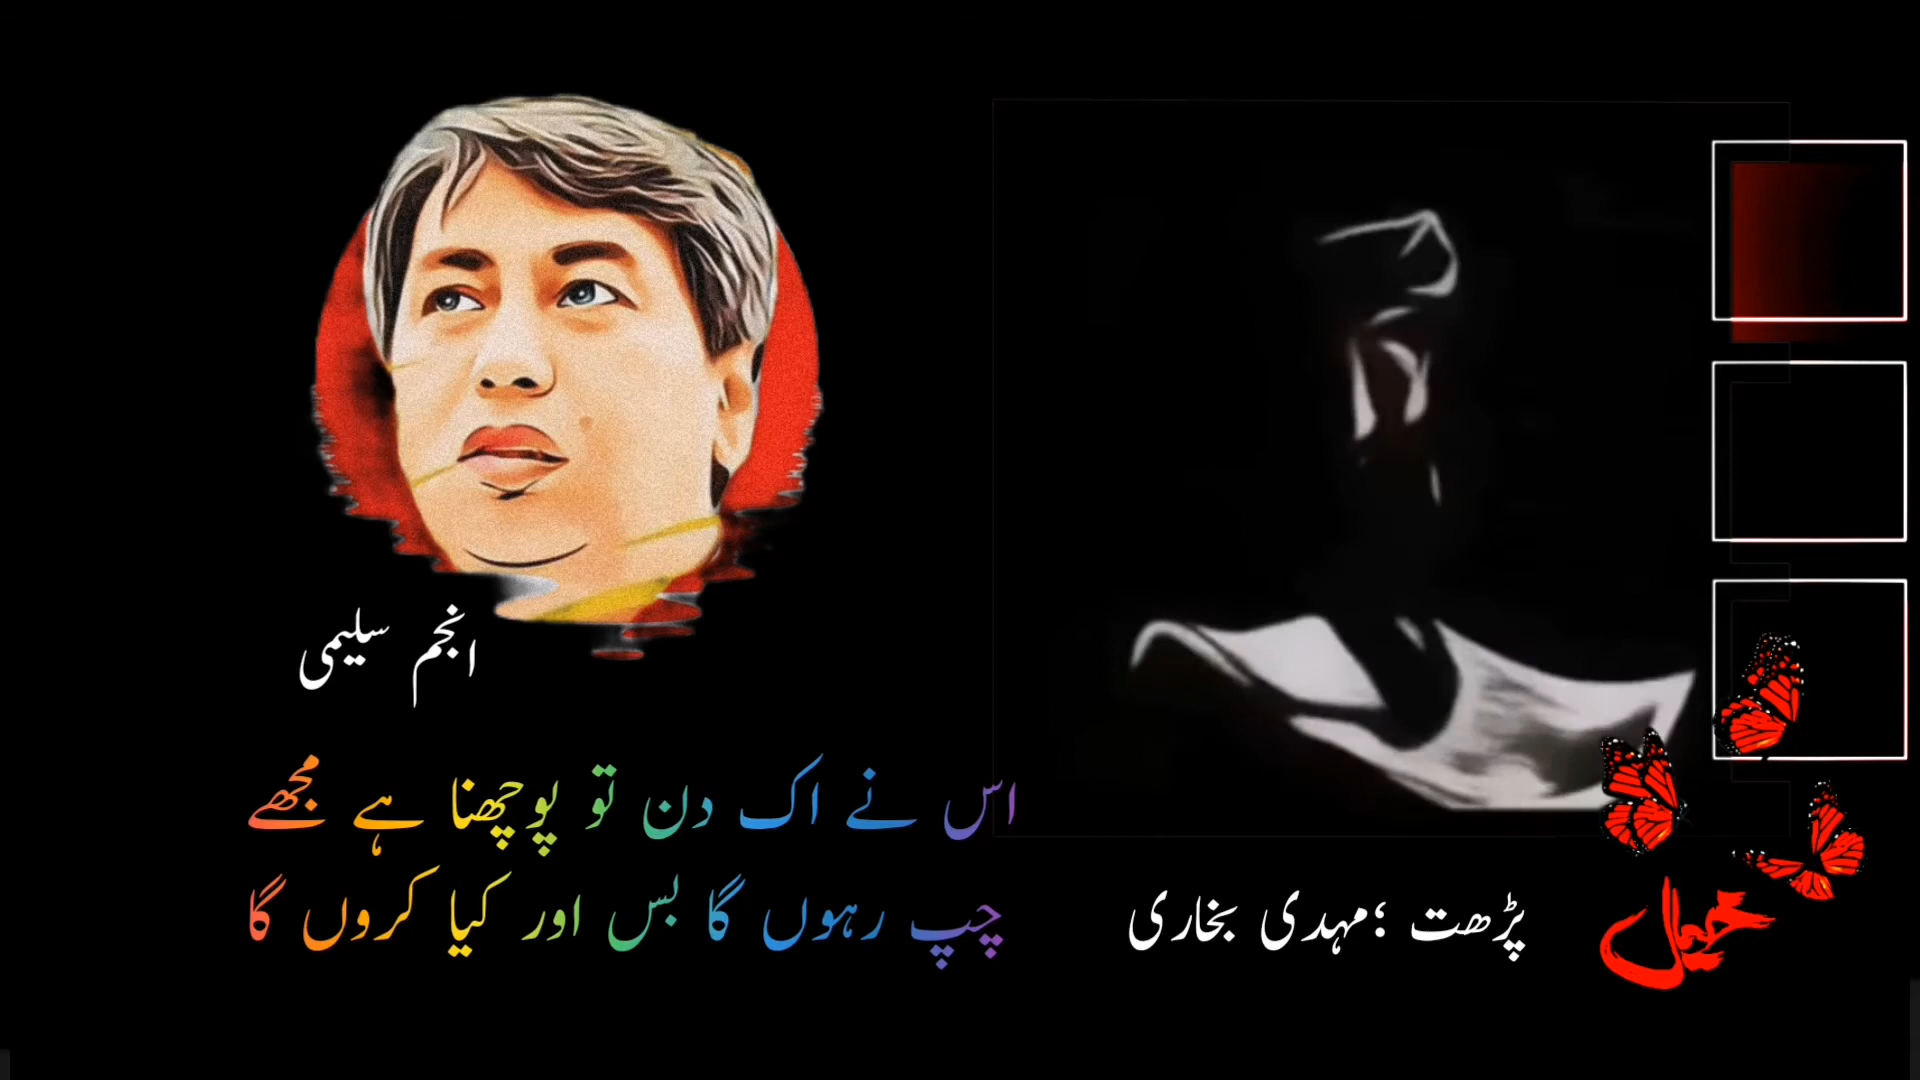 انجم سلیمی
اس نے اک دن تو پوچھنا ہے مجھے
چپ رہوں گا بس اور کیا کروں گا
پڑھت ؛مہدی بخاری